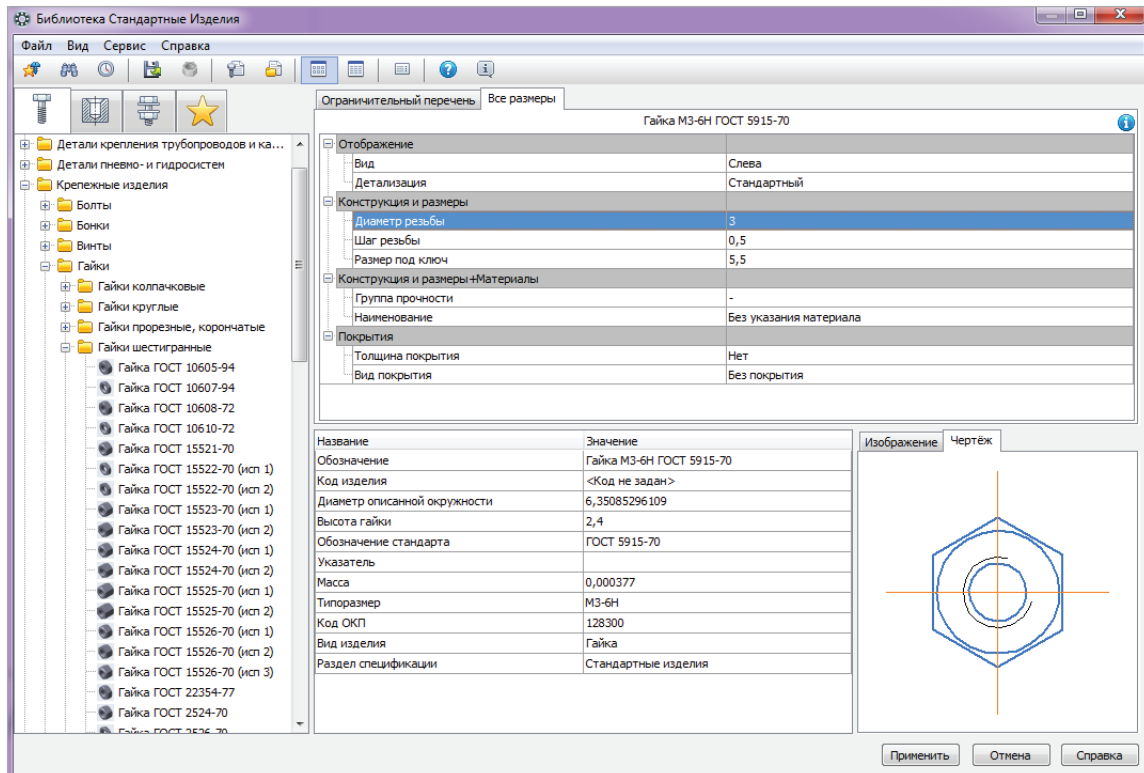 Библиотека Стандартные Изделия
Файл Вид Сервис Справка
Детали крепления трубопроводов и ка...
Детали пневмо- и гидросистем
Крепежные изделия
Болты
Бонки
Винты
Гайки
Гайки колпачковые
Гайки круглые
Гайки прорезные, корончатые
Гайки шестигранные
Гайка ГОСТ 10605-94
Гайка ГОСТ 10607-94
Гайка ГОСТ 10608-72
Гайка ГОСТ 10610-72
Гайка ГОСТ 15521-70
Гайка ГОСТ 15522-70 (исп 1)
Гайка ГОСТ 15522-70 (исп 2)
Гайка ГОСТ 15523-70 (исп 1)
Гайка ГОСТ 15523-70 (исп 2)
Гайка ГОСТ 15524-70 (исп 1)
Гайка ГОСТ 15524-70 (исп 2)
Гайка ГОСТ 15525-70 (исп 1)
Гайка ГОСТ 15525-70 (исп 2)
Гайка ГОСТ 15526-70 (исп 1)
Гайка ГОСТ 15526-70 (исп 2)
Гайка ГОСТ 15526-70 (исп 3)
Гайка ГОСТ 22354-77
Гайка ГОСТ 2524-70
Гайка ГОСТ 2526-70
Ограничительный перечень Все размеры
Гайка М3-6Н ГОСТ 5915-70
Отображение
Вид Слева
Детализация Стандартный
Конструкция и размеры
Диаметр резьбы 3
Шаг резьбы 0,5
Размер под ключ 5,5
Конструкция и размеры+Материалы
Группа прочности -
Наименование Без указания материала
Покрытия
Толщина покрытия Нет
Вид покрытия Без покрытия
Название Значение
Обозначение Гайка М3-6Н ГОСТ 5915-70
Код изделия <Код не задан>
Диаметр описанной окружности 6,35085296109
Высота гайки 2,4
Обозначение стандарта ГОСТ 5915-70
Указатель
Масса 0,000377
Типоразмер М3-6Н
Код ОКП 128300
Вид изделия Гайка
Раздел спецификации Стандартные изделия
Изображение Чертёж
Применить Отмена Справка